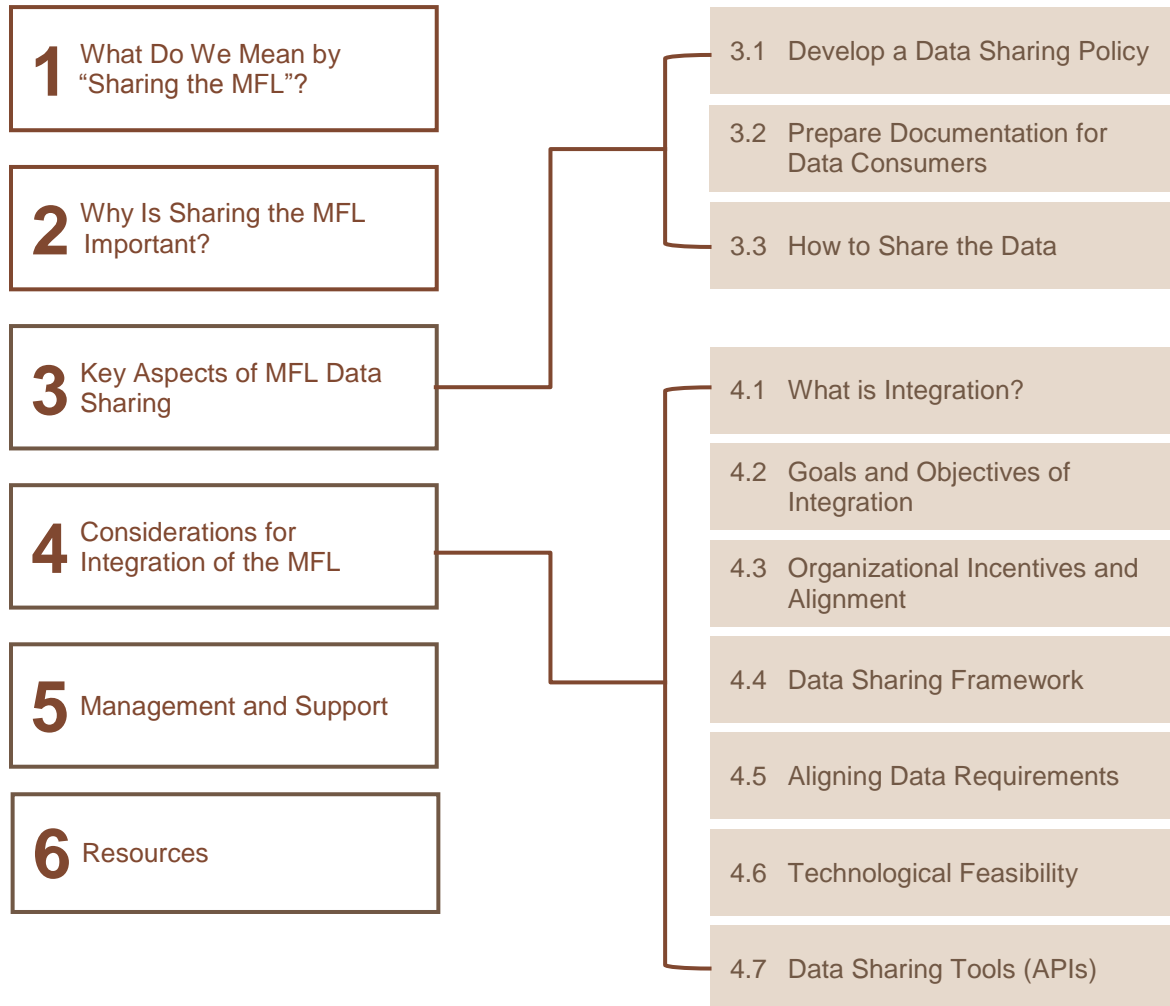 1 What Do We Mean by
“Sharing the MFL”?
2 Why Is Sharing the MFL
Important?
3 Key Aspects of MFL Data
Sharing
4 Considerations for
Integration of the MFL
5 Management and Support
6 Resources
3.1 Develop a Data Sharing Policy
3.2 Prepare Documentation for
Data Consumers
3.3 How to Share the Data
4.1 What is Integration?
4.2 Goals and Objectives of
Integration
4.3 Organizational Incentives and
Alignment
4.4 Data Sharing Framework
4.5 Aligning Data Requirements
4.6 Technological Feasibility
4.7 Data Sharing Tools (APIs)